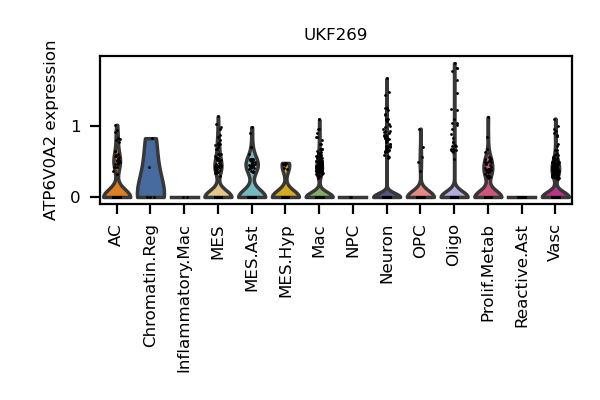 UKF269
ATP6V0A2 expression
1
0
AC
Chromatin.Reg
Inflammatory.Mac
MES
MES.Ast
MES.Hyp
Mac
NPC
Neuron
OPC
Oligo
Prolif.Metab
Reactive.Ast
Vasc